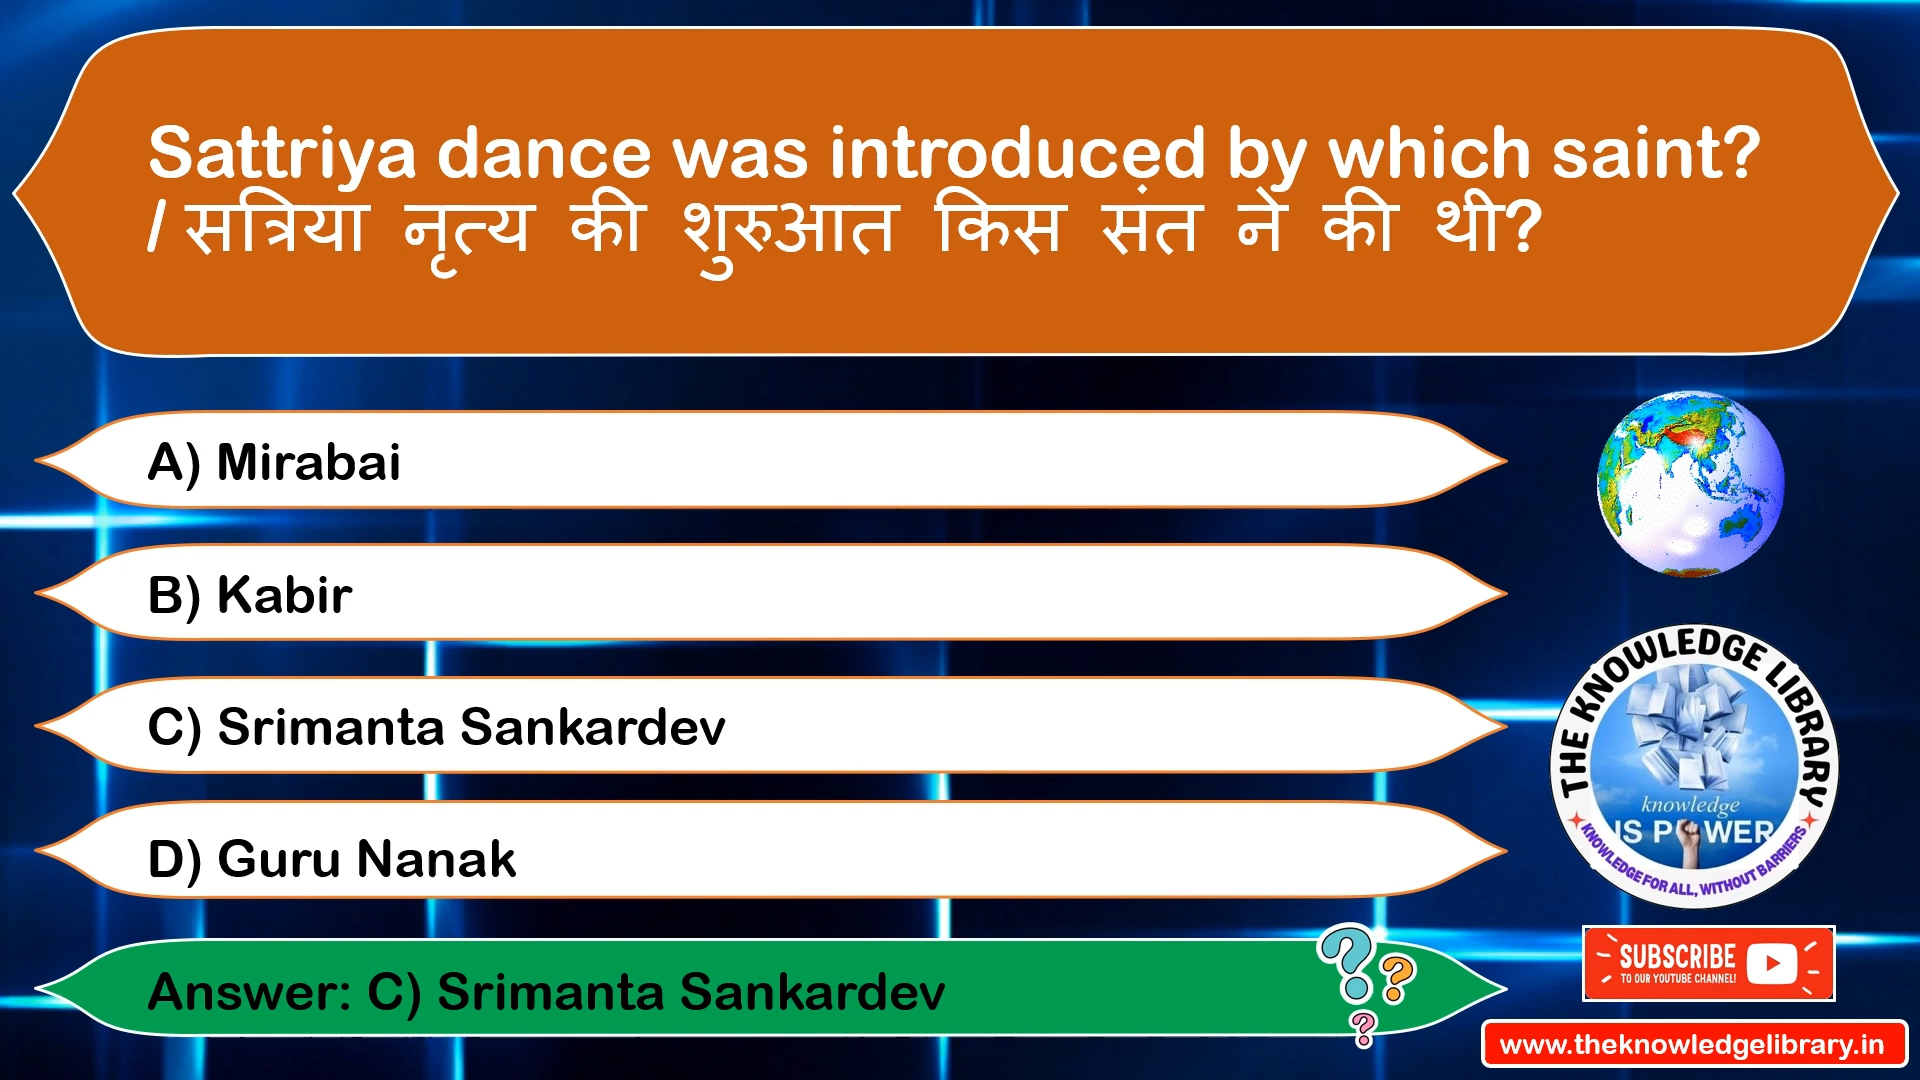 Sattriya dance was introduced by which saint?
/ सत्रिया नृत्य की शुरुआत किस संत ने की थी?
A) Mirabai
B) Kabir
C) Srimanta Sankardev
D) Guru Nanak
Answer: C) Srimanta Sankardev
THE KNOWLEDGE LIBRARY
knowledge
IS POWER
KNOWLEDGE FOR ALL, WITHOUT BARRIERS
SUBSCRIBE
TO OUR YOUTUBE CHANNEL!
www.theknowledgelibrary.in